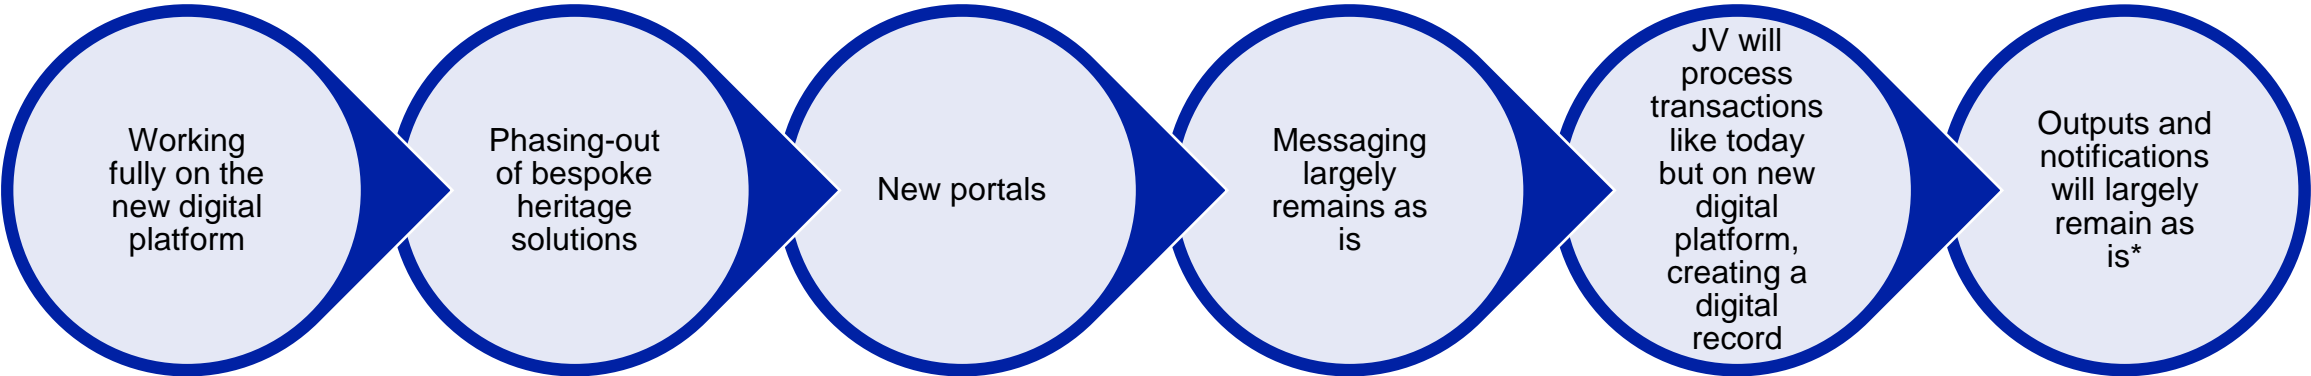 Working
fully on the
new digital
platform
Phasing-out
of bespoke
heritage
solutions
New portals
Messaging
largely
remains as
is
JV will
process
transactions
like today
but on new
digital
platform,
creating a
digital
record
Outputs and
notifications
will largely
remain as
is*